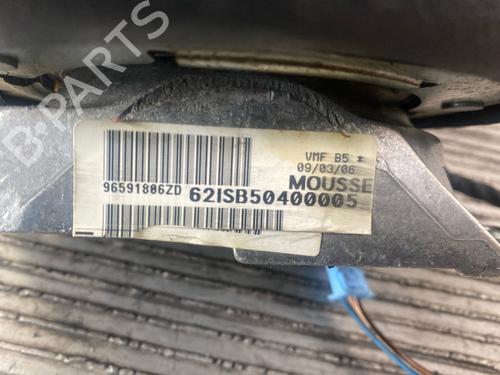 B-PARTS
VMF B5 *
09/03/06
MOUSSE
96591806ZD 62ISB50400005